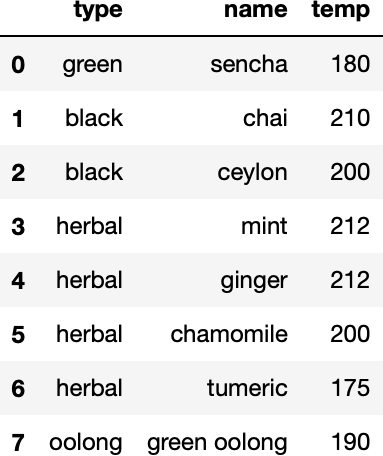 type name temp
0 green sencha 180
1 black chai 210
2 black ceylon 200
3 herbal mint 212
4 herbal ginger 212
5 herbal chamomile 200
6 herbal tumeric 175
7 oolong green oolong 190